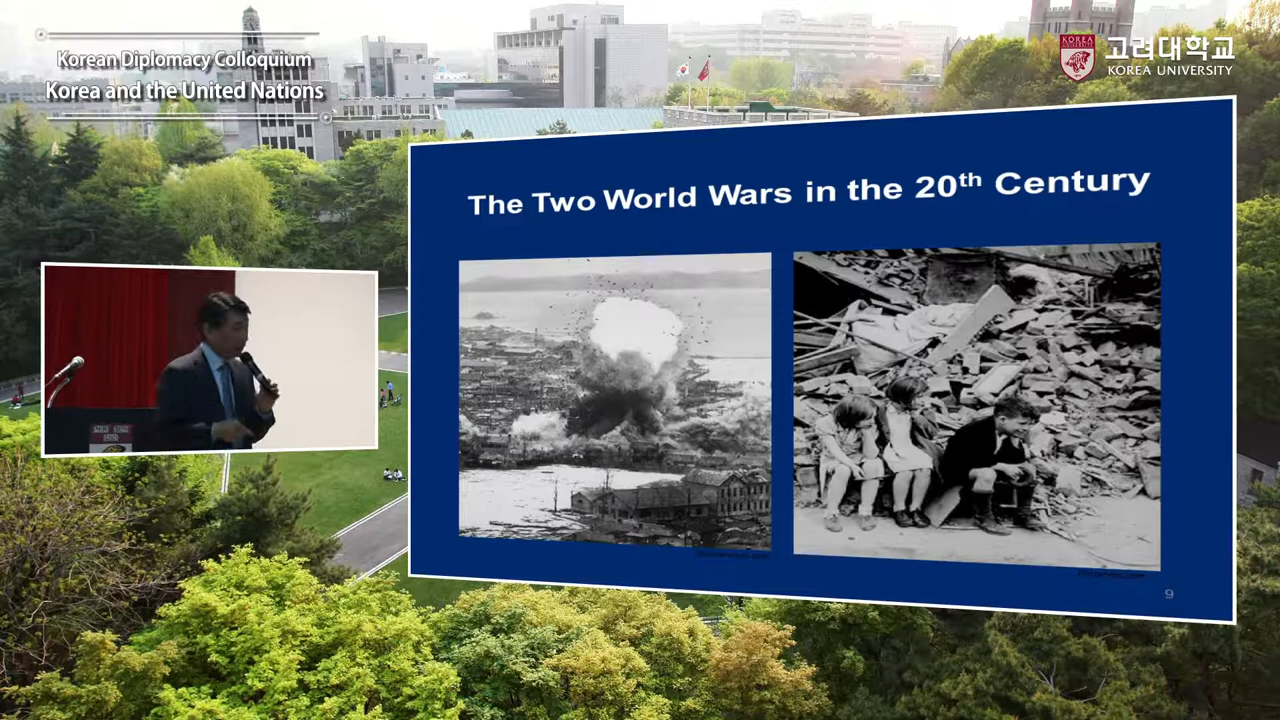 Korean Diplomacy Colloquium
Korea and the United Nations
KOREA
고려대학교
KOREA UNIVERSITY
The Two World Wars in the 20th Century
9